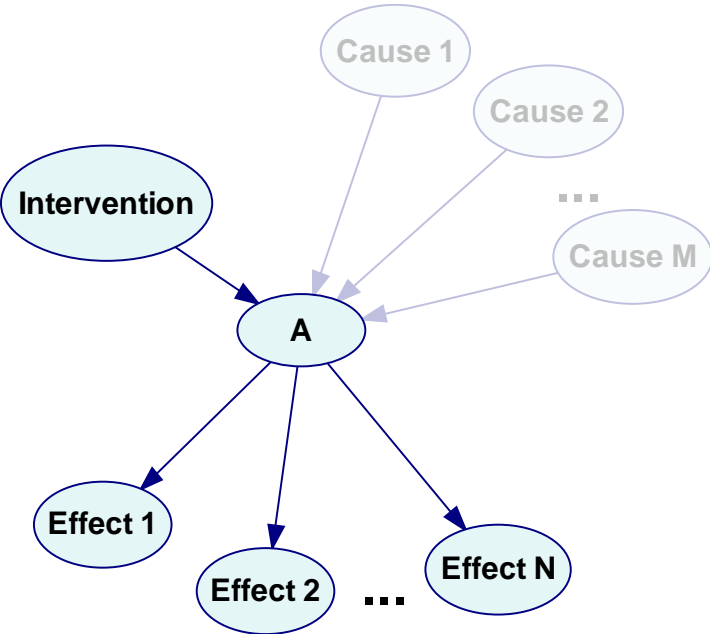 Cause 1
Cause 2
...
Intervention
Cause M
A
Effect 1
Effect 2
...
Effect N